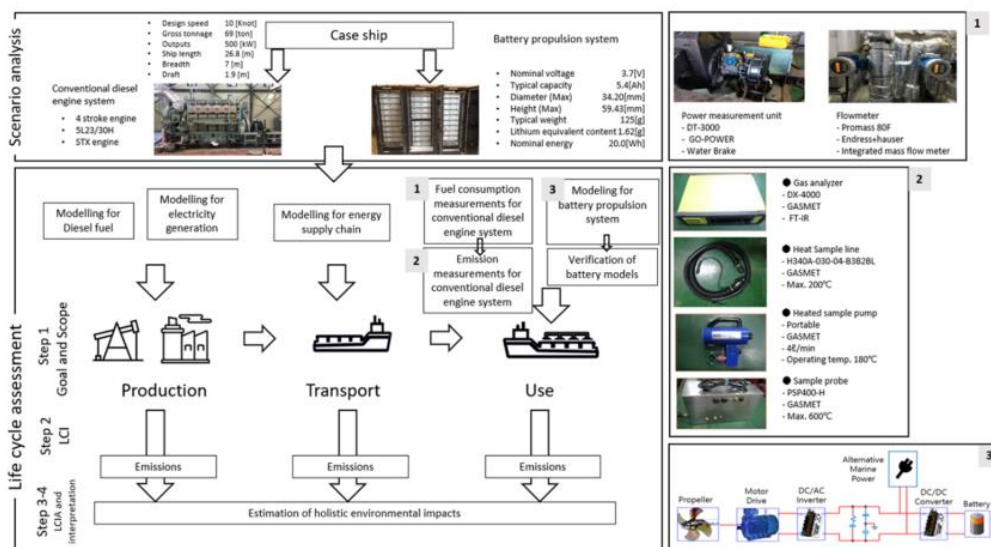 Scenario analysis
• Design speed 10 [Knot]
• Gross tonnage 69 [ton]
• Outputs 500 [kW]
• Ship length 26.8 [m]
• Breadth 7 [m]
• Draft 1.9 [m]
Case ship
Conventional diesel
engine system
• 4 stroke engine
• 5L23/30H
• STX engine
Battery propulsion system
• Nominal voltage 3.7[V]
• Typical capacity 5.4[Ah]
• Diameter (Max) 34.20[mm]
• Height (Max) 59.43[mm]
• Typical weight 125[g]
• Lithium equivalent content 1.62[g]
• Nominal energy 20.0[Wh]
Life cycle assessment
Step 1
Goal and Scope
Modelling for
Diesel fuel
Modelling for
electricity
generation
Modelling for energy
supply chain
1
Fuel consumption
measurements for
conventional diesel
engine system
2
Emission
measurements for
conventional diesel
engine system
3
Modeling for
battery propulsion
system
Verification of
battery models
Production
Transport
Use
Step 2
LCI
Emissions
Emissions
Emissions
Step 3-4
LCIA and
interpretation
Estimation of holistic environmental impacts
1
Power measurement unit
- DT-3000
- GO-POWER
- Water Brake
Flowmeter
- Promass 80F
- Endress+hauser
- Integrated mass flow meter
2
● Gas analyzer
- DX-4000
- GASMET
- FT-IR
● Heat Sample line
- H340A-030-04-B3B2BL
- GASMET
- Max. 200℃
● Heated sample pump
- Portable
- GASMET
- 4ℓ/min
- Operating temp. 180℃
● Sample probe
- PSP400-H
- GASMET
- Max. 600℃
3
Alternative
Marine
Power
Propeller
Motor
Drive
DC/AC
Inverter
DC/DC
Converter
Battery